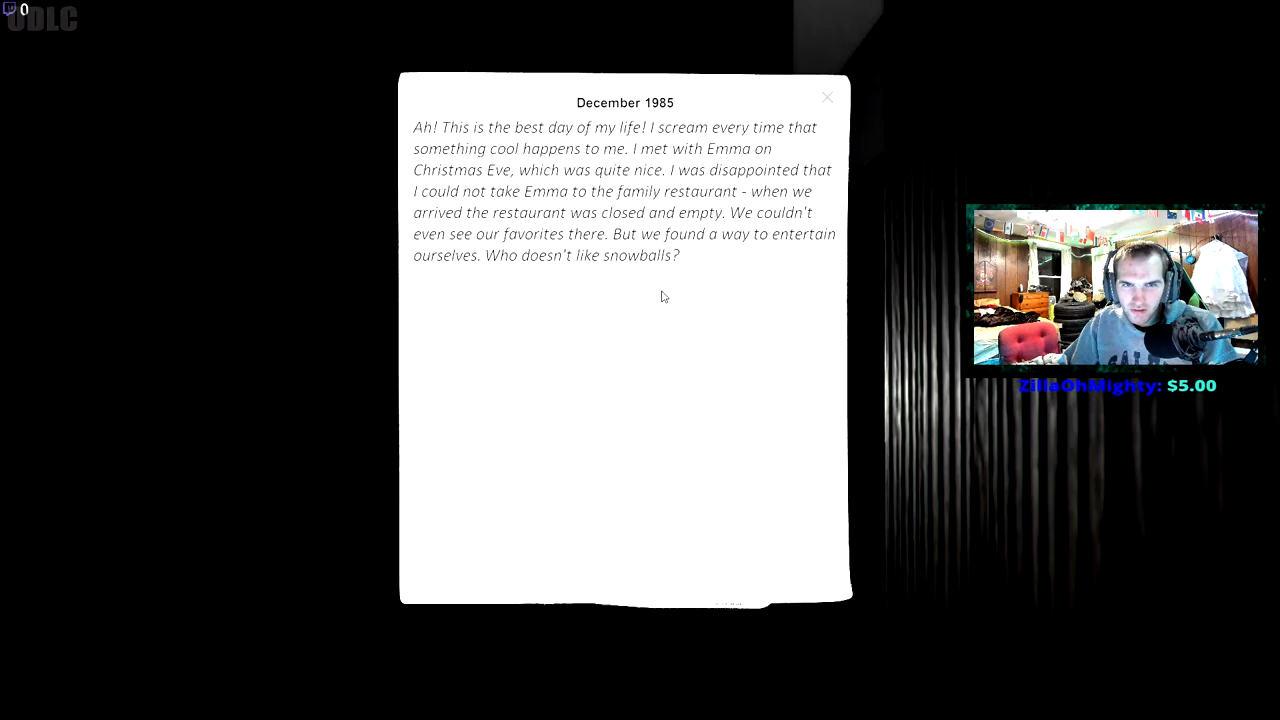 0
UDLC
December 1985
Ah! This is the best day of my life! I scream every time that
something cool happens to me. I met with Emma on
Christmas Eve, which was quite nice. I was disappointed that
I could not take Emma to the family restaurant - when we
arrived the restaurant was closed and empty. We couldn't
even see our favorites there. But we found a way to entertain
ourselves. Who doesn't like snowballs?
ZillaOhMighty: $5.00